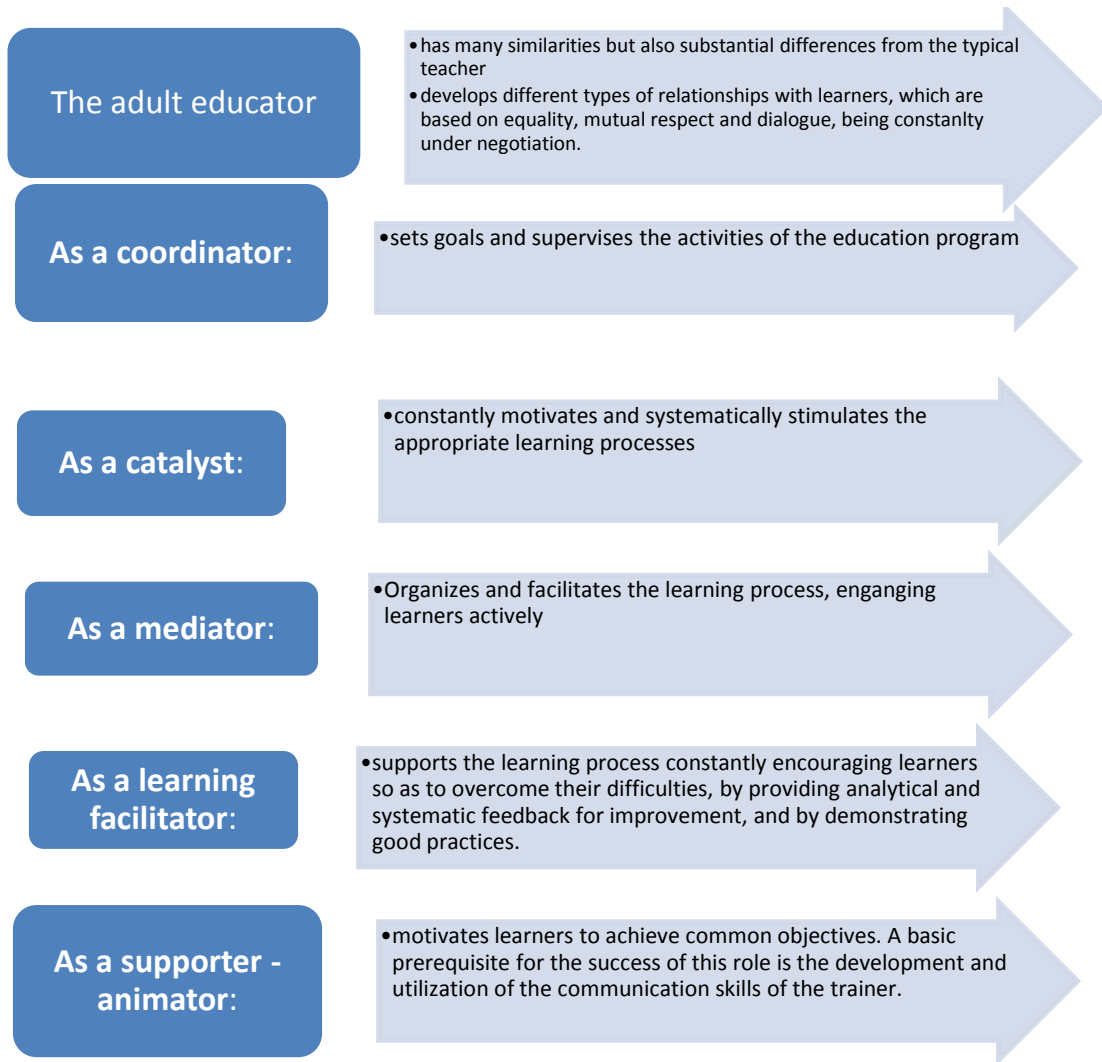 The adult educator
•has many similarities but also substantial differences from the typical
teacher
•develops different types of relationships with learners, which are
based on equality, mutual respect and dialogue, being constanlty
under negotiation.
As a coordinator:
•sets goals and supervises the activities of the education program
As a catalyst:
•constantly motivates and systematically stimulates the
appropriate learning processes
As a mediator:
•Organizes and facilitates the learning process, enganging
learners actively
As a learning
facilitator:
•supports the learning process constantly encouraging learners
so as to overcome their difficulties, by providing analytical and
systematic feedback for improvement, and by demonstrating
good practices.
As a supporter -
animator:
•motivates learners to achieve common objectives. A basic
prerequisite for the success of this role is the development and
utilization of the communication skills of the trainer.